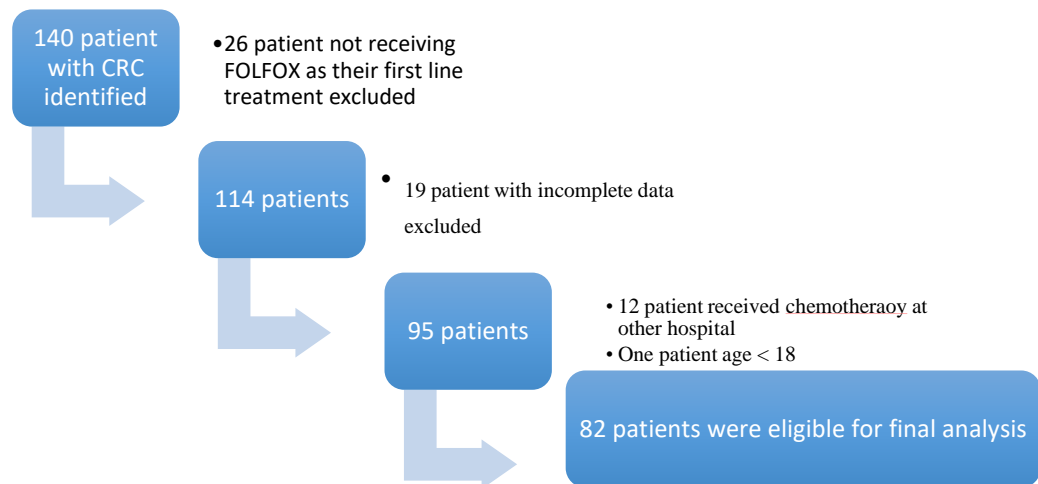 140 patient
with CRC
identified
•26 patient not receiving
FOLFOX as their first line
treatment excluded
114 patients
• 19 patient with incomplete data
excluded
95 patients
• 12 patient received chemotheraoy at
other hospital
• One patient age < 18
82 patients were eligible for final analysis